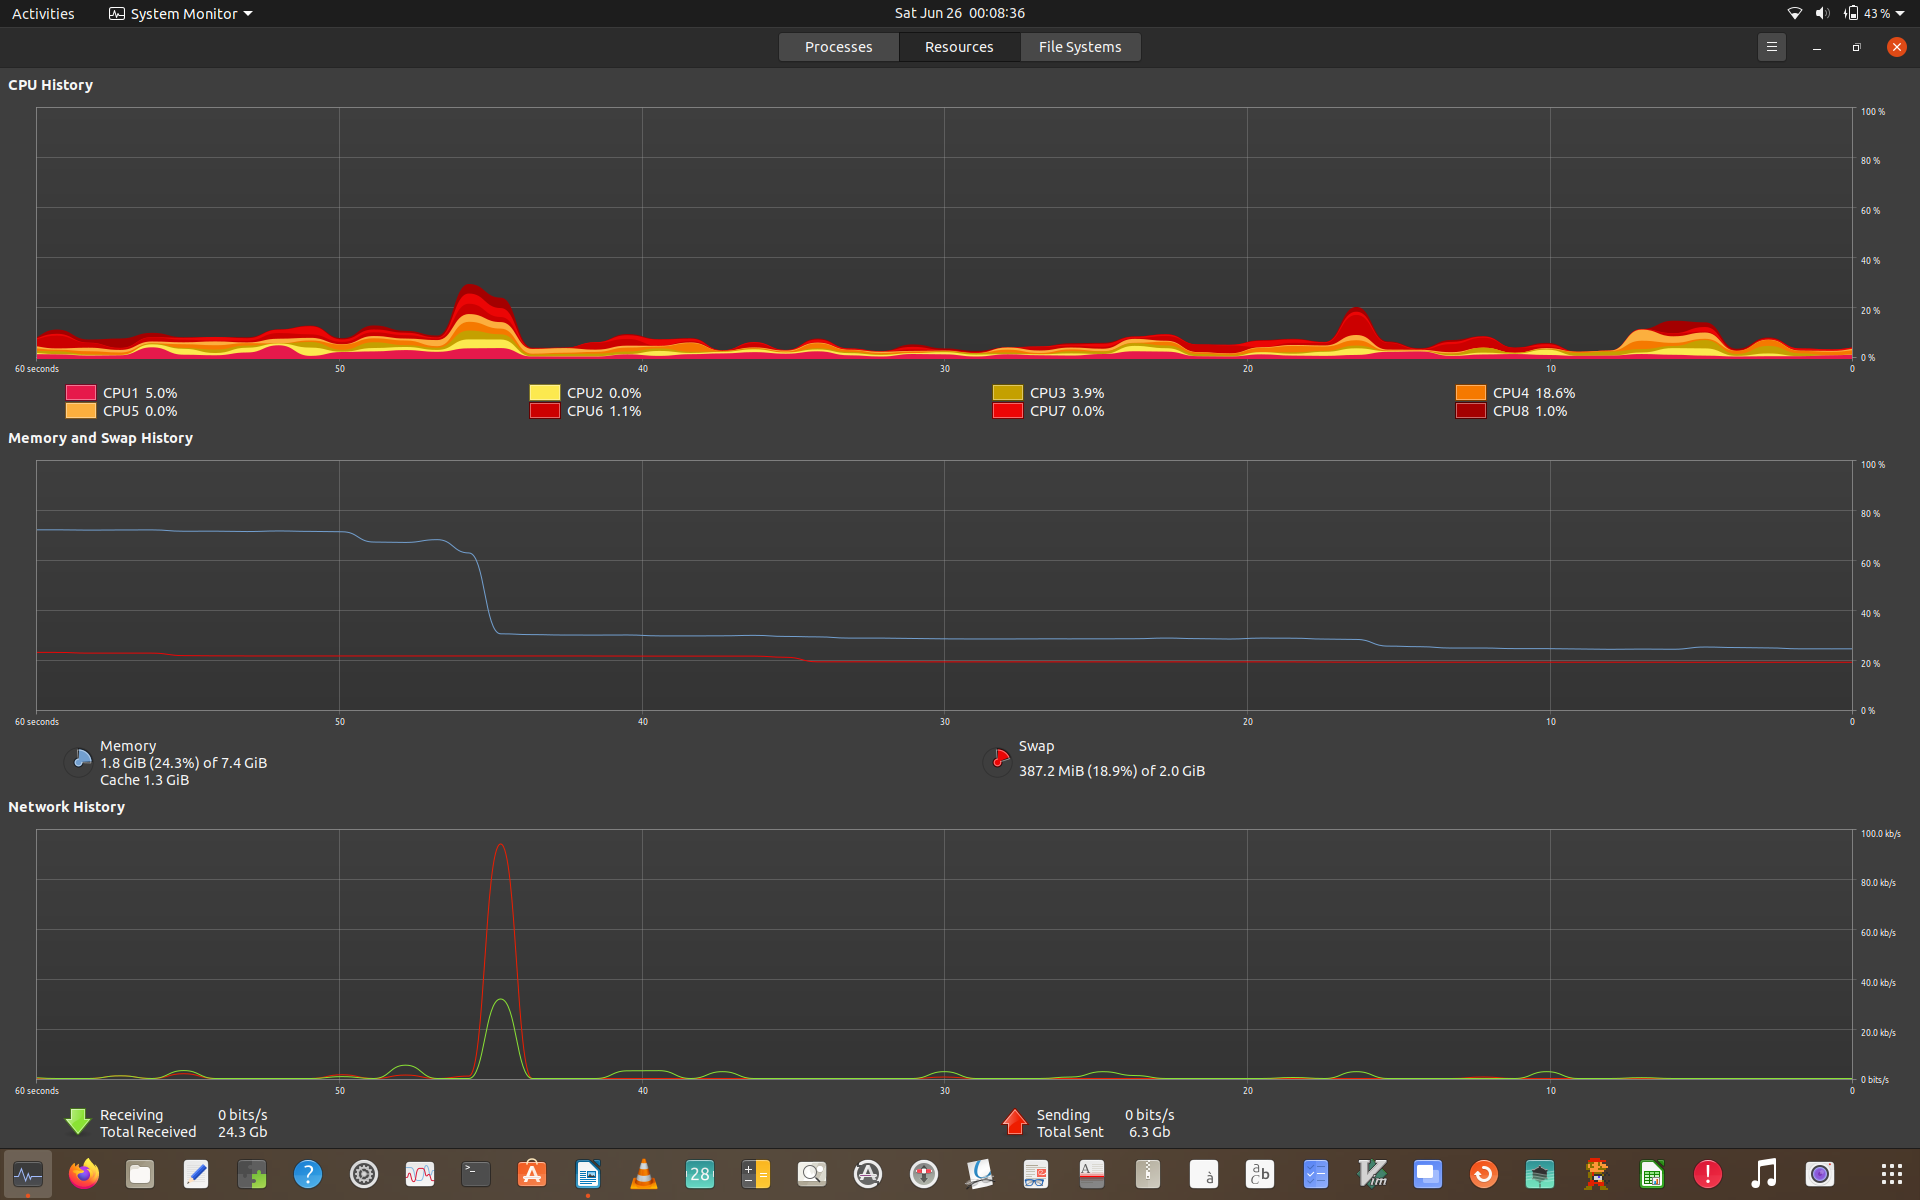 Activities
System Monitor
Sat Jun 26 00:08:36
43 %
Processes
Resources
File Systems
CPU History
100 %
80 %
60 %
40 %
20 %
0 %
60 seconds 50 40 30 20 10 0
CPU1 5.0% CPU2 0.0% CPU3 3.9% CPU4 18.6%
CPU5 0.0% CPU6 1.1% CPU7 0.0% CPU8 1.0%
Memory and Swap History
100 %
80 %
60 %
40 %
20 %
0 %
60 seconds 50 40 30 20 10 0
Memory
1.8 GiB (24.3%) of 7.4 GiB
Cache 1.3 GiB
Swap
387.2 MiB (18.9%) of 2.0 GiB
Network History
100.0 kb/s
80.0 kb/s
60.0 kb/s
40.0 kb/s
20.0 kb/s
0 bits/s
60 seconds 50 40 30 20 10 0
Receiving 0 bits/s
Total Received 24.3 Gb
Sending 0 bits/s
Total Sent 6.3 Gb
28
A
à
a b c
Vim